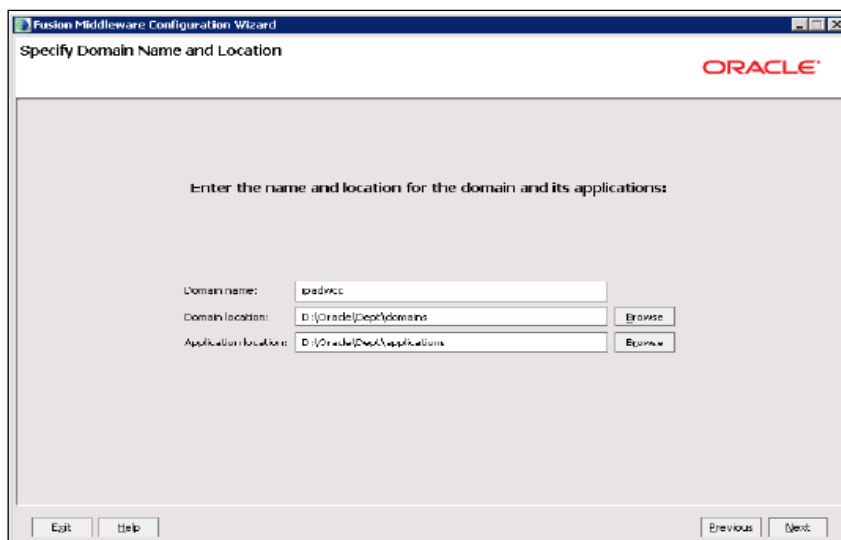 Fusion Middleware Configuration Wizard
Specify Domain Name and Location
ORACLE
Enter the name and location for the domain and its applications:
Domain name: ipadwcc
Domain location: D:\Oracle\Dept\domains Browse
Application location: D:\Oracle\Dept\applications Browse
Exit Help Previous Next